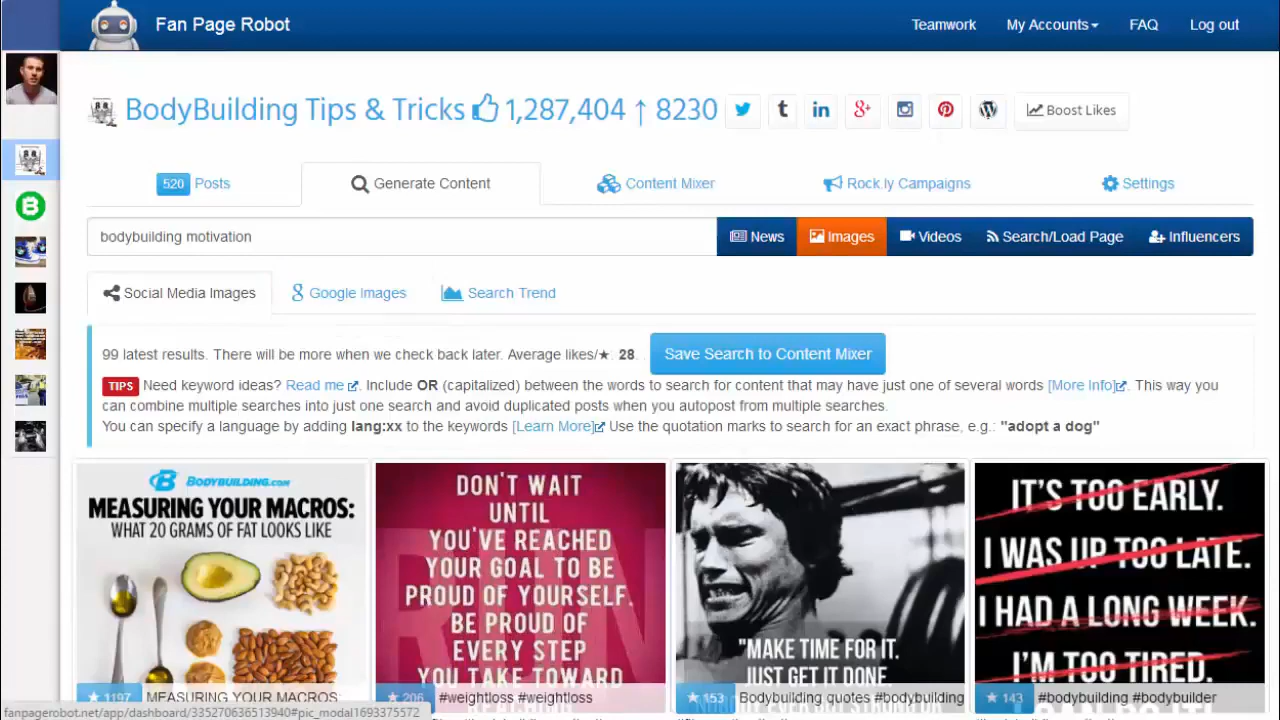 Fan Page Robot
Teamwork My Accounts FAQ Log out
BodyBuilding Tips & Tricks 1,287,404 ↑ 8230 Boost Likes
520 Posts Generate Content Content Mixer Rock.ly Campaigns Settings
bodybuilding motivation News Images Videos Search/Load Page Influencers
Social Media Images Google Images Search Trend
99 latest results. There will be more when we check back later. Average likes/★: 28. Save Search to Content Mixer
TIPS Need keyword ideas? Read me . Include OR (capitalized) between the words to search for content that may have just one of several words [More Info]. This way you
can combine multiple searches into just one search and avoid duplicated posts when you autopost from multiple searches.
You can specify a language by adding lang:xx to the keywords [Learn More] Use the quotation marks to search for an exact phrase, e.g.: "adopt a dog"
BODYBUILDING.COM
MEASURING YOUR MACROS:
WHAT 20 GRAMS OF FAT LOOKS LIKE
★ 1197 MEASURING YOUR MACROS:
DON'T WAIT
UNTIL
YOU'VE REACHED
YOUR GOAL TO BE
PROUD OF YOURSELF.
BE PROUD OF
EVERY STEP
YOU TAKE TOWARD
★ 206 #weightloss #weightloss
"MAKE TIME FOR IT.
JUST GET IT DONE.
★ 153 Bodybuilding quotes #bodybuilding
IT'S TOO EARLY.
I WAS UP TOO LATE.
I HAD A LONG WEEK.
I'M TOO TIRED.
★ 143 #bodybuilding #bodybuilder
fanpagerobot.net/app/dashboard/335270636513940#pic_modal1693375572